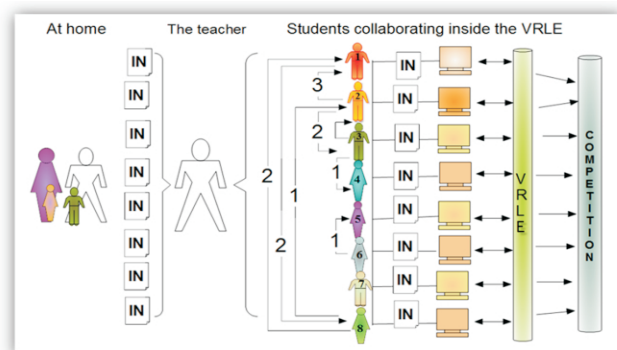 At home
The teacher
Students collaborating inside the VRLE
IN
IN
IN
IN
IN
IN
IN
IN
2
2
1
3
2
1
1
1
2
3
4
5
6
7
8
IN
IN
IN
IN
IN
IN
IN
IN
VRLE
COMPETITION